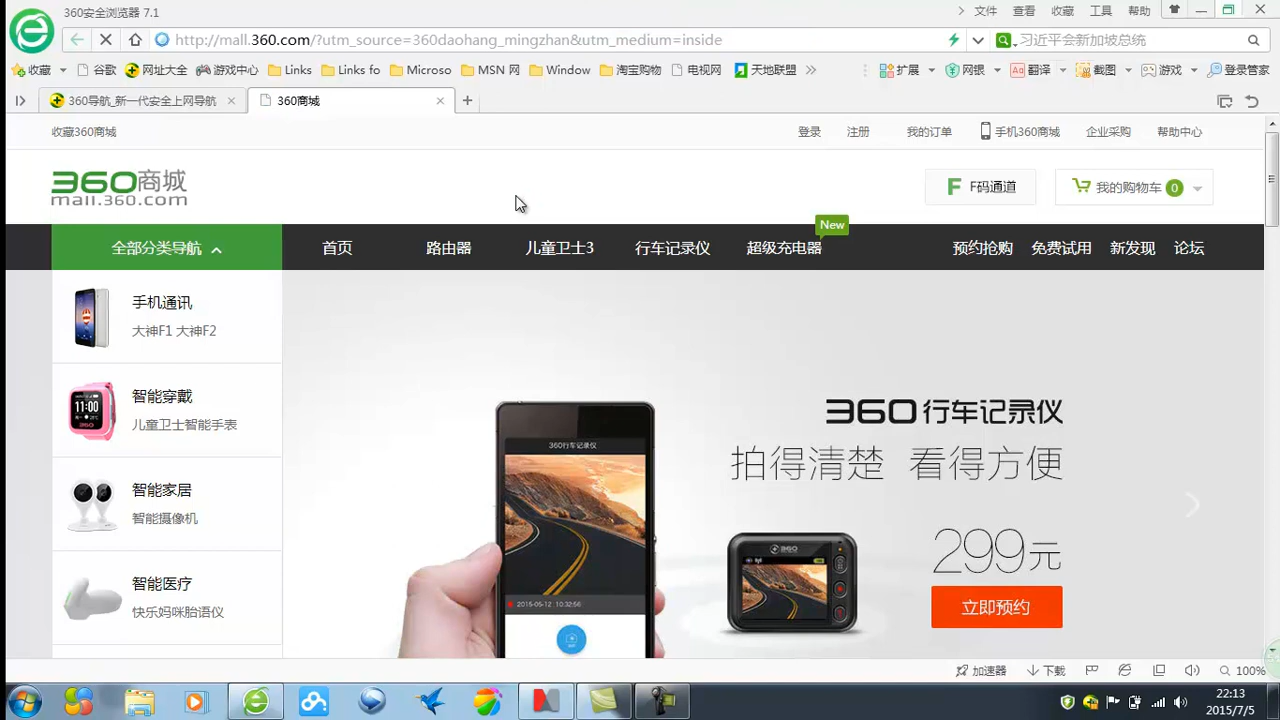 360安全浏览器 7.1
文件 查看 收藏 工具 帮助
http://mall.360.com/?utm_source=360daohang_mingzhan&utm_medium=inside
习近平会新加坡总统
收藏 谷歌 网址大全 游戏中心 Links Links fo Microso MSN 网 Window 淘宝购物 电视网 天地联盟 扩展 网银 Aa 翻译 截图 游戏 登录管家
360导航_新一代安全上网导航 360商城
收藏360商城 登录 注册 我的订单 手机360商城 企业采购 帮助中心
360商城
mall.360.com
F F码通道 我的购物车 0
New
全部分类导航 首页 路由器 儿童卫士3 行车记录仪 超级充电器 预约抢购 免费试用 新发现 论坛
手机通讯
大神F1 大神F2
智能穿戴
儿童卫士智能手表
11:00
360
智能家居
智能摄像机
智能医疗
快乐妈咪胎语仪
360行车记录仪
2015-05-12 10:32:56
360行车记录仪
拍得清楚 看得方便
360
299元
立即预约
加速器 下载 100%
22:13
2015/7/5